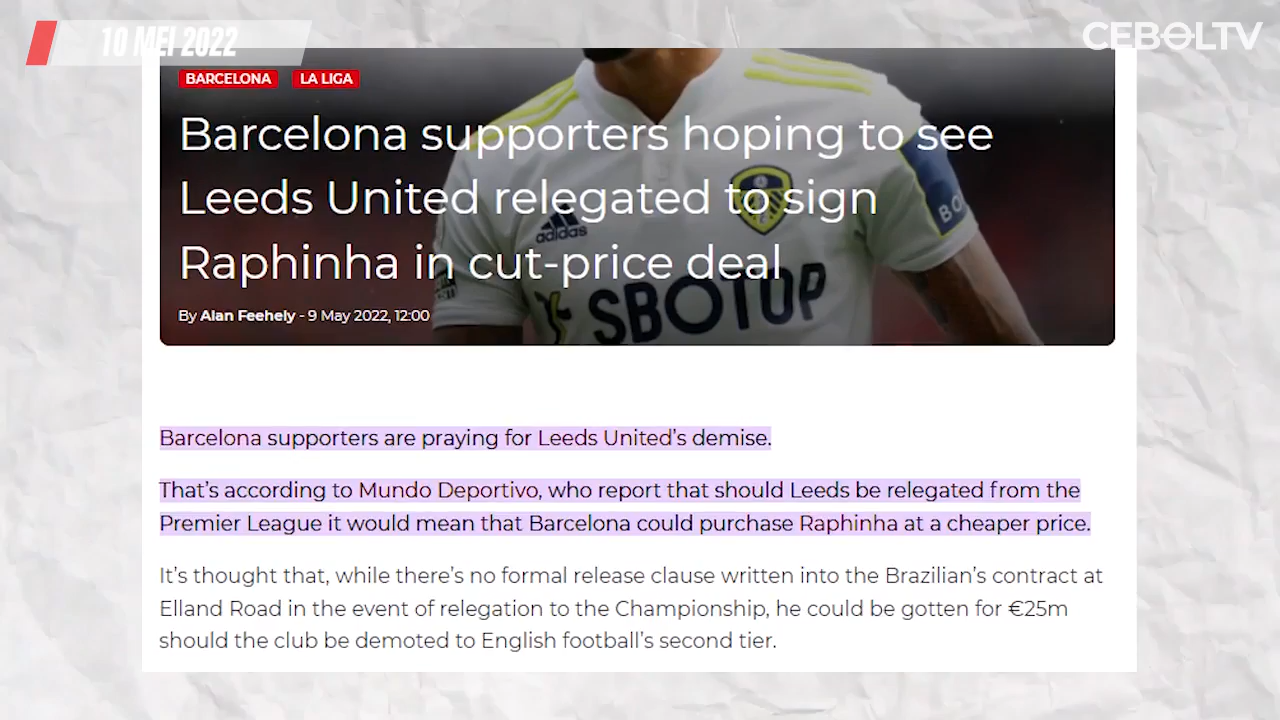 10 MEI 2022
CEBOLTV
BARCELONA LA LIGA
Barcelona supporters hoping to see
Leeds United relegated to sign
Raphinha in cut-price deal
adidas
SBOTOP
By Alan Feehely - 9 May 2022, 12:00
Barcelona supporters are praying for Leeds United's demise.
That's according to Mundo Deportivo, who report that should Leeds be relegated from the
Premier League it would mean that Barcelona could purchase Raphinha at a cheaper price.
It's thought that, while there's no formal release clause written into the Brazilian's contract at
Elland Road in the event of relegation to the Championship, he could be gotten for €25m
should the club be demoted to English football's second tier.